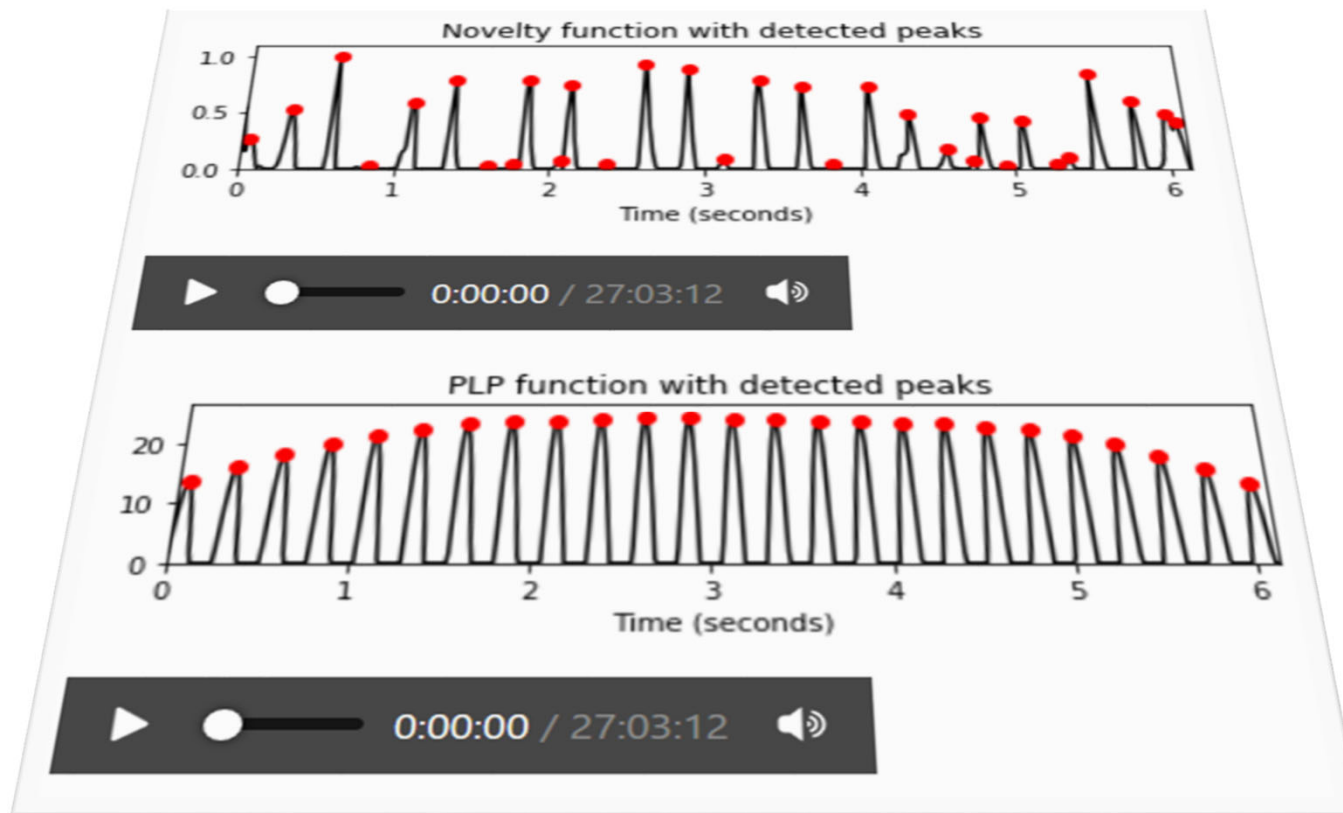 Novelty function with detected peaks
1.0
0.5
0.0
0 1 2 3 4 5 6
Time (seconds)
0:00:00 / 27:03:12
PLP function with detected peaks
20
10
0
0 1 2 3 4 5 6
Time (seconds)
0:00:00 / 27:03:12